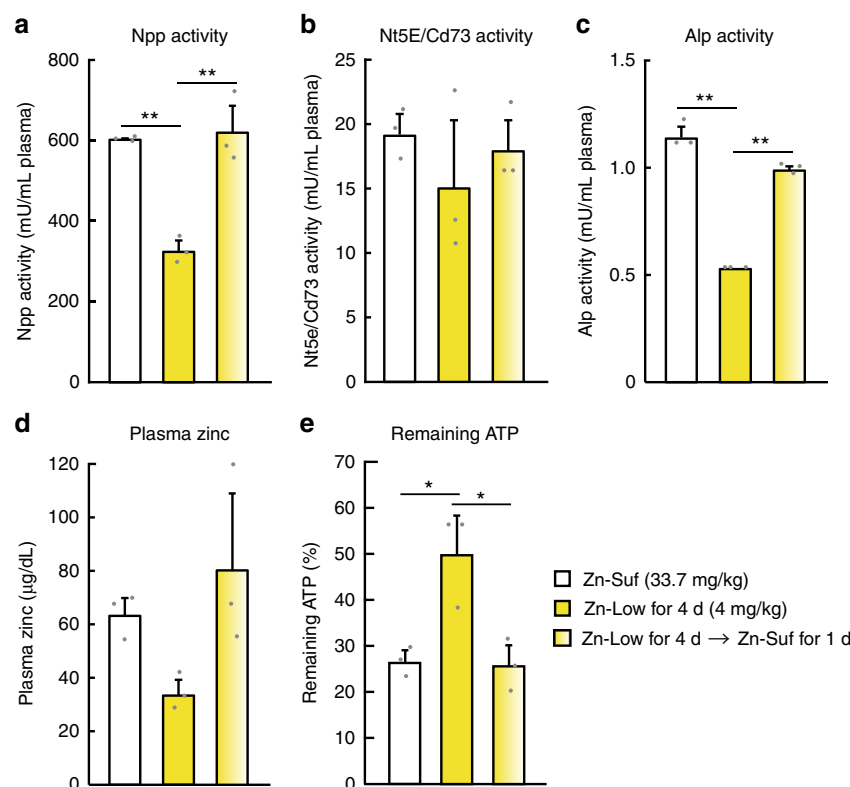 a
Npp activity
Npp activity (mU/mL plasma)
800
600
400
200
0
**
**
b
Nt5E/Cd73 activity
Nt5e/Cd73 activity (mU/mL plasma)
25
20
15
10
5
0
c
Alp activity
Alp activity (mU/mL plasma)
1.5
1.0
0.5
0
**
**
d
Plasma zinc
Plasma zinc (µg/dL)
120
100
80
60
40
20
0
e
Remaining ATP
Remaining ATP (%)
70
60
50
40
30
20
10
0
*
*
Zn-Suf (33.7 mg/kg)
Zn-Low for 4 d (4 mg/kg)
Zn-Low for 4 d → Zn-Suf for 1 d